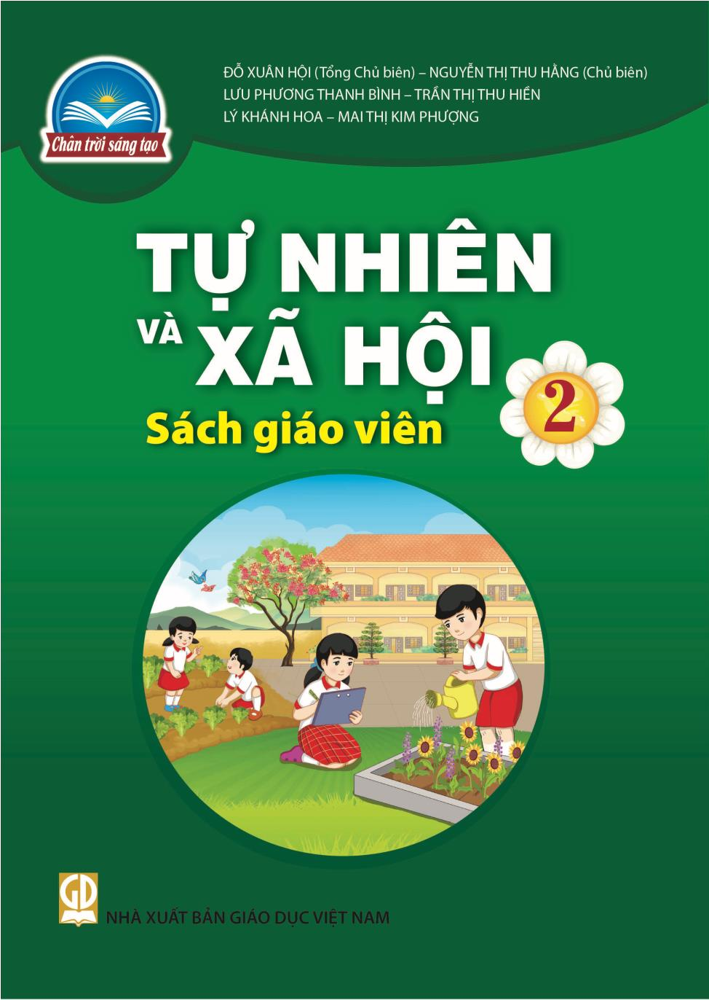 ĐỖ XUÂN HỘI (Tổng Chủ biên) – NGUYỄN THỊ THU HẰNG (Chủ biên)
LƯU PHƯƠNG THANH BÌNH – TRẦN THỊ THU HIỀN
LÝ KHÁNH HOA – MAI THỊ KIM PHƯỢNG
Chân trời sáng tạo
TỰ NHIÊN
VÀ XÃ HỘI
2
Sách giáo viên
GD
NHÀ XUẤT BẢN GIÁO DỤC VIỆT NAM